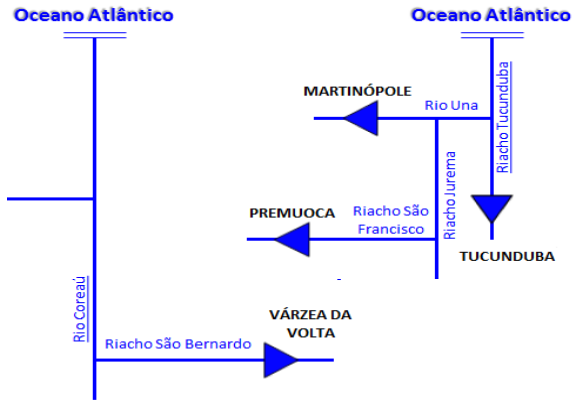 Oceano Atlântico
Oceano Atlântico
MARTINÓPOLE
Rio Una
Riacho Tucunduba
Riacho Jurema
PREMUOCA
Riacho São
Francisco
TUCUNDUBA
Rio Coreaú
VÁRZEA DA
VOLTA
Riacho São Bernardo